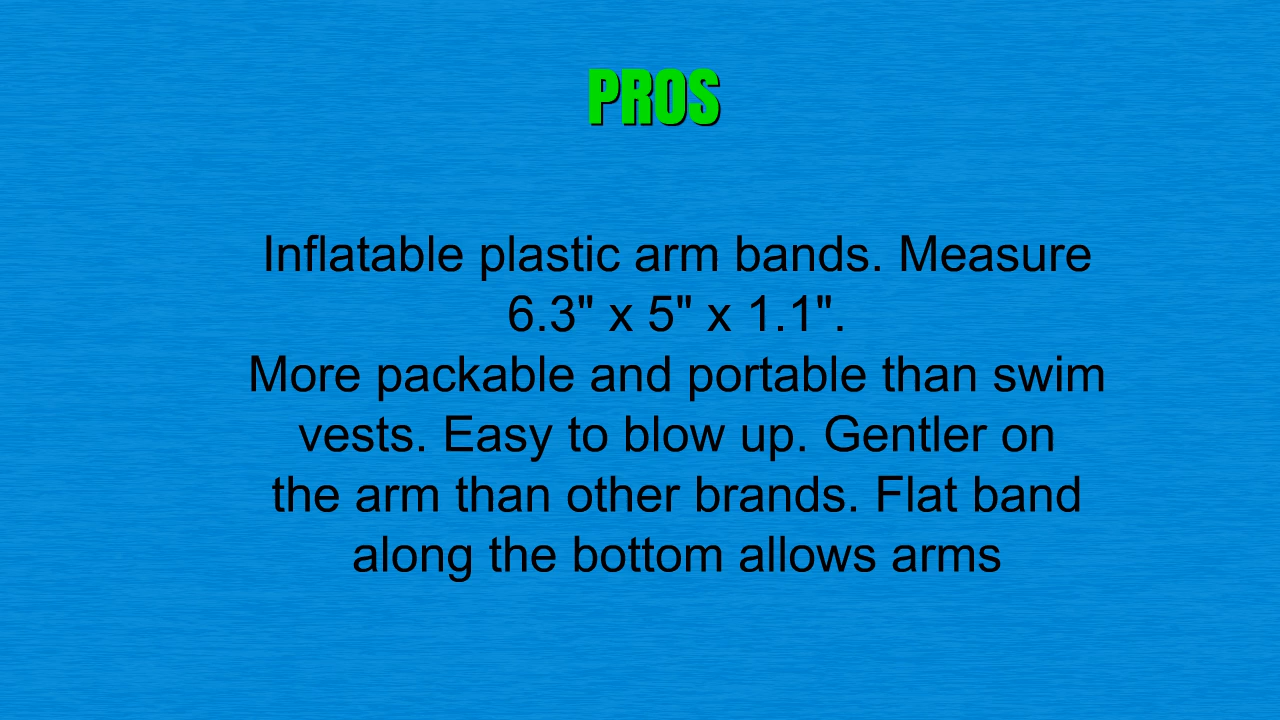 PROS
Inflatable plastic arm bands. Measure
6.3" x 5" x 1.1".
More packable and portable than swim
vests. Easy to blow up. Gentler on
the arm than other brands. Flat band
along the bottom allows arms